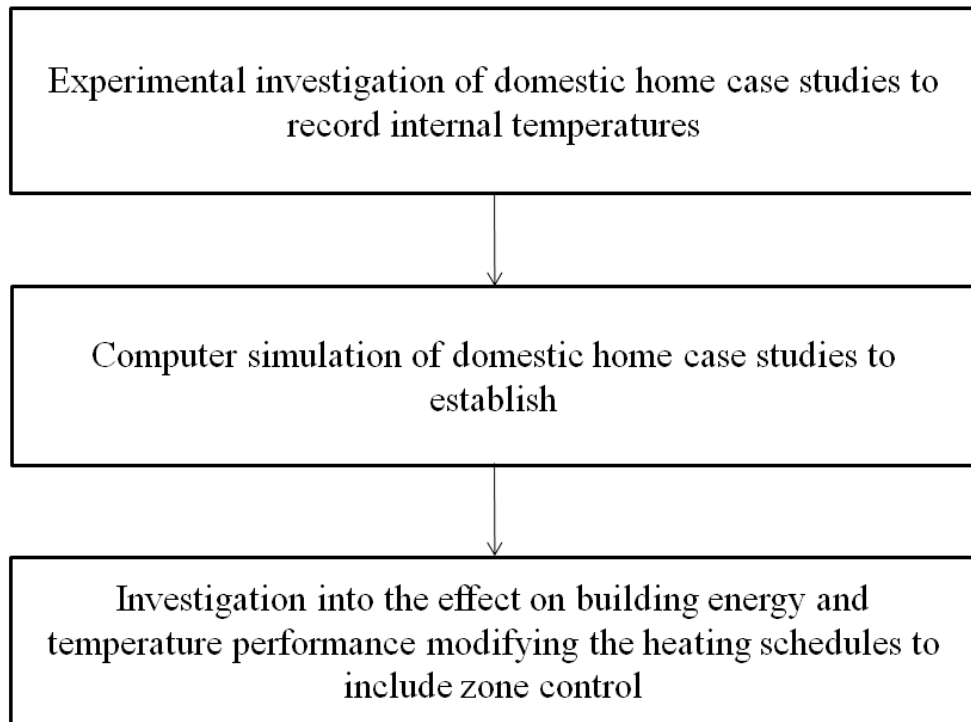 Experimental investigation of domestic home case studies to
record internal temperatures
Computer simulation of domestic home case studies to
establish
Investigation into the effect on building energy and
temperature performance modifying the heating schedules to
include zone control